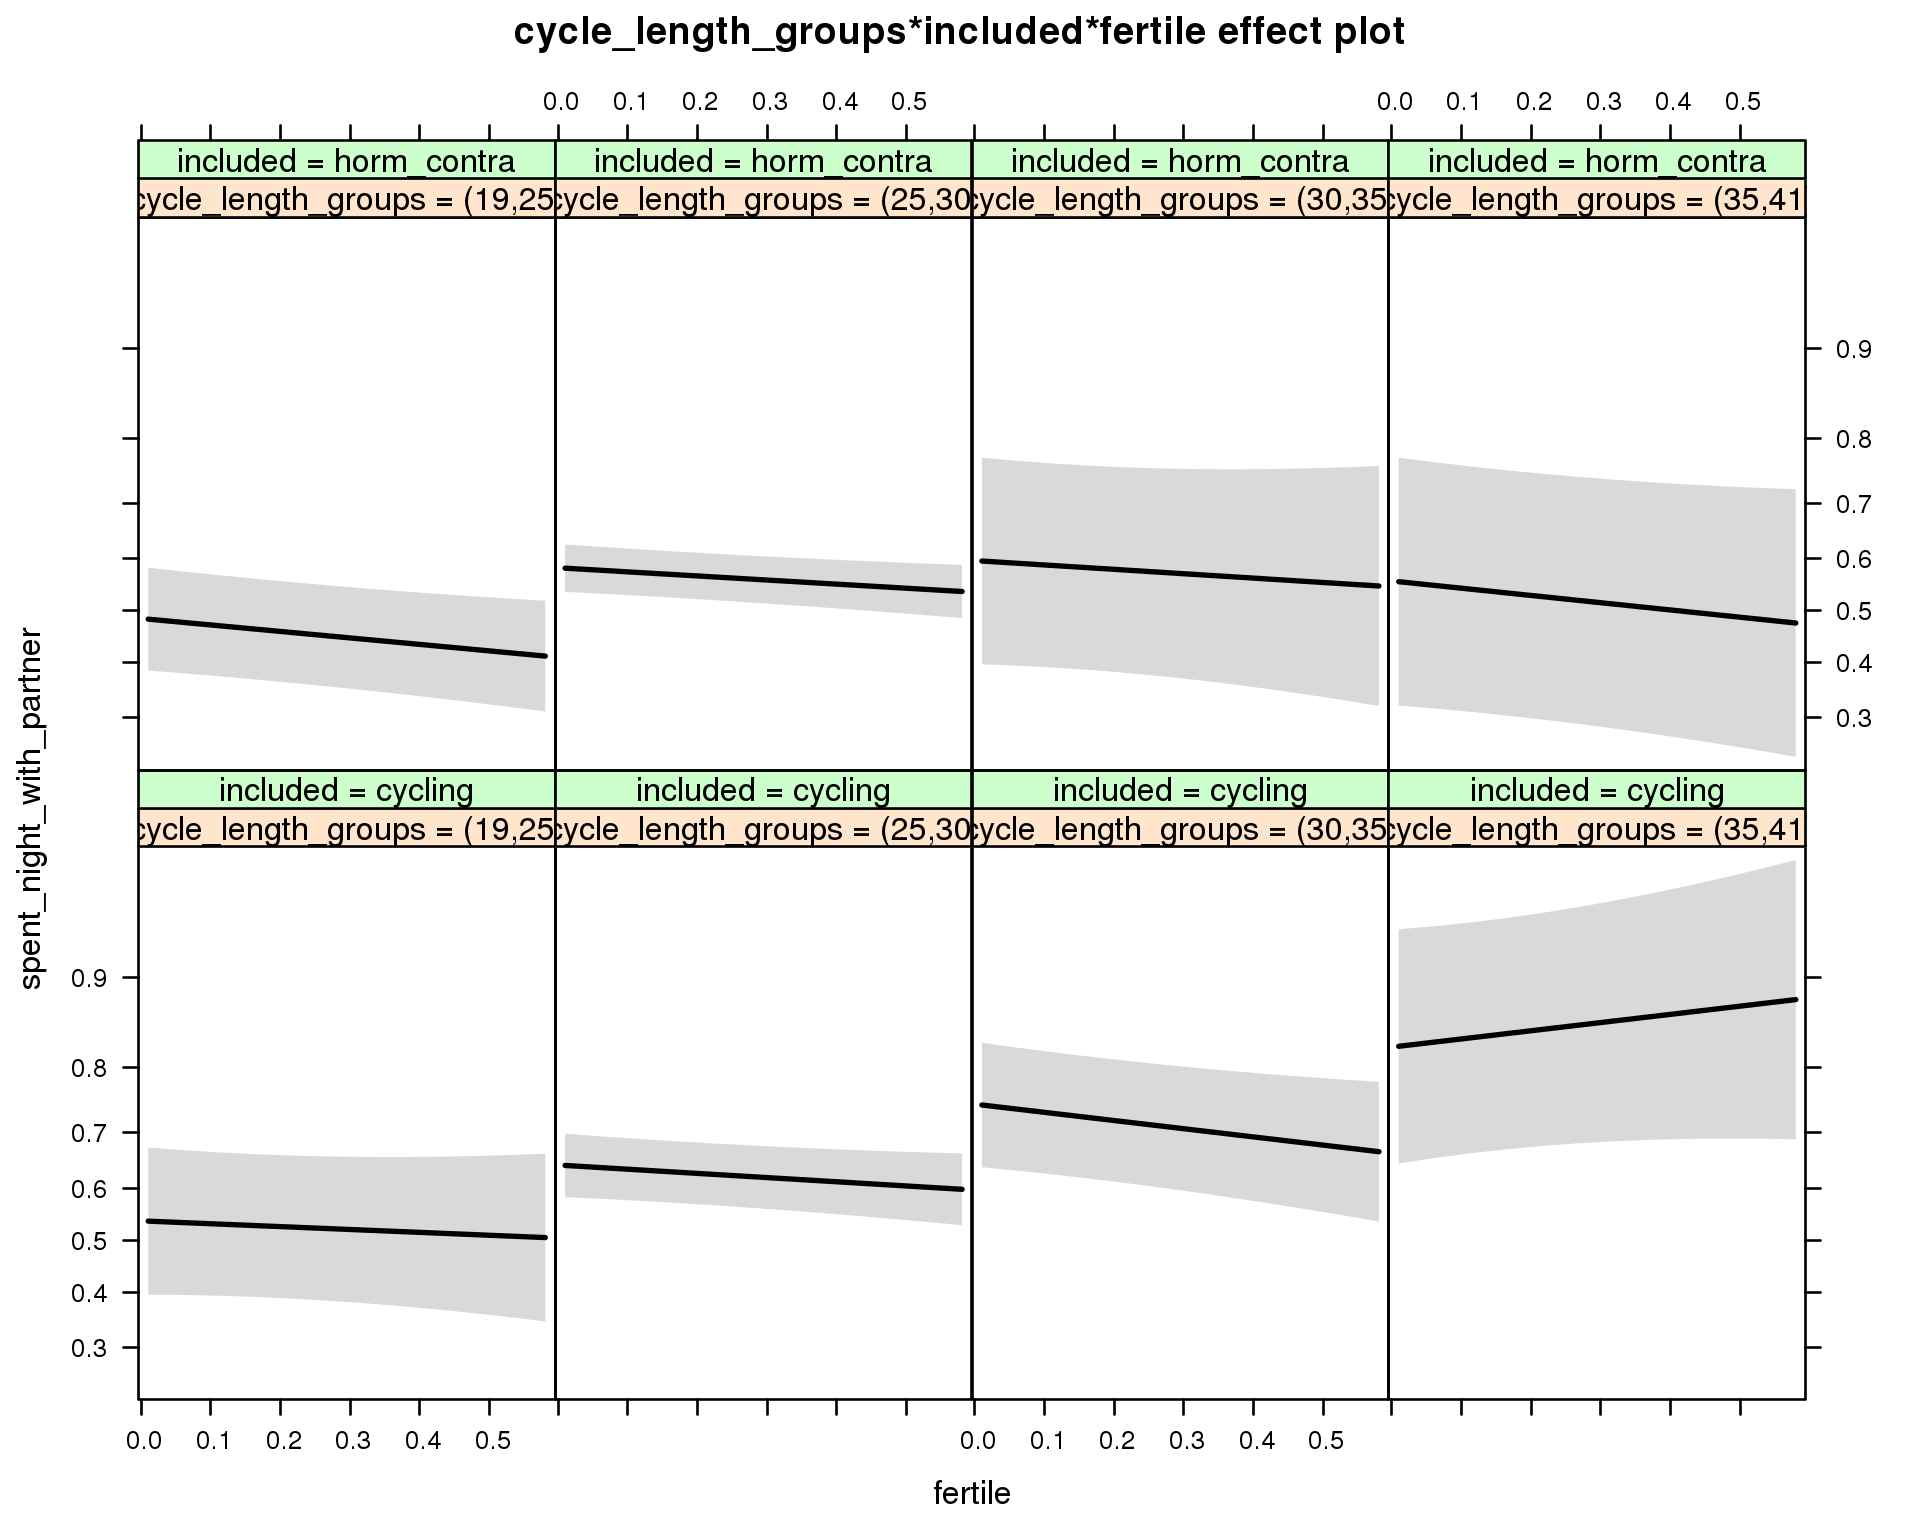 cycle_length_groups*included*fertile effect plot
0.0 0.1 0.2 0.3 0.4 0.5 0.0 0.1 0.2 0.3 0.4 0.5
included = horm_contra included = horm_contra included = horm_contra included = horm_contra
cycle_length_groups = (19,25 cycle_length_groups = (25,30 cycle_length_groups = (30,35 cycle_length_groups = (35,41
0.9
0.8
0.7
0.6
0.5
0.4
0.3
spent_night_with_partner
included = cycling included = cycling included = cycling included = cycling
cycle_length_groups = (19,25 cycle_length_groups = (25,30 cycle_length_groups = (30,35 cycle_length_groups = (35,41
0.9
0.8
0.7
0.6
0.5
0.4
0.3
0.0 0.1 0.2 0.3 0.4 0.5 0.0 0.1 0.2 0.3 0.4 0.5
fertile